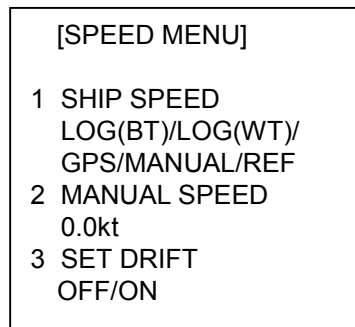 [SPEED MENU]
1 SHIP SPEED
LOG(BT)/LOG(WT)/
GPS/MANUAL/REF
2 MANUAL SPEED
0.0kt
3 SET DRIFT
OFF/ON